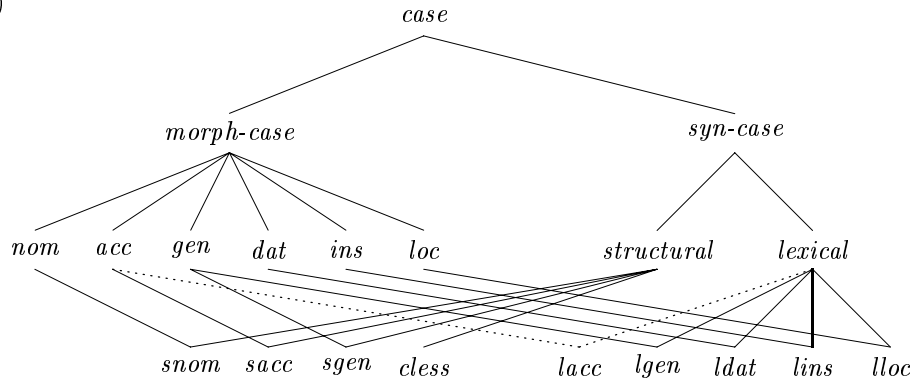 )
case
morph-case syn-case
nom acc gen dat ins loc structural lexical
snom sacc sgen cless lacc lgen ldat lins lloc